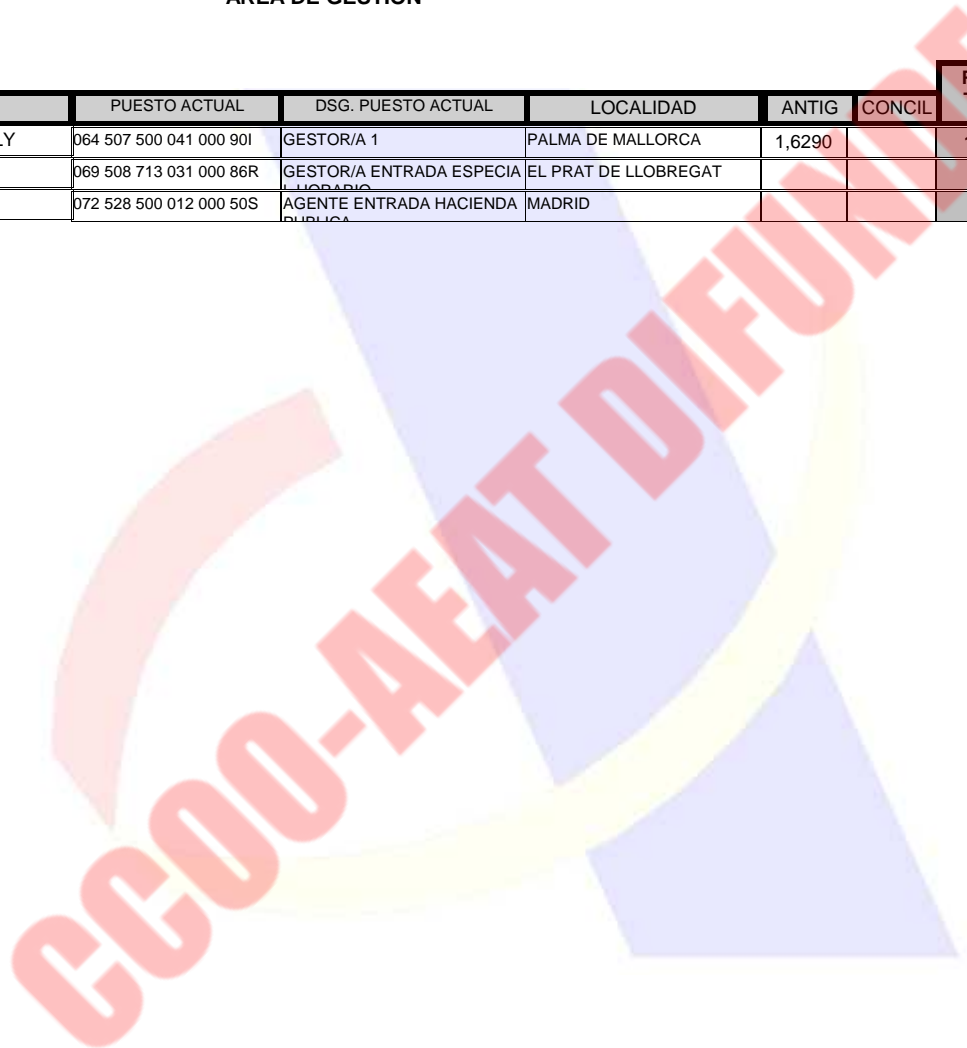 ÁREA DE GESTIÓN
PUESTO ACTUAL DSG. PUESTO ACTUAL LOCALIDAD ANTIG CONCIL
LY 064 507 500 041 000 90I GESTOR/A 1 PALMA DE MALLORCA 1,6290
069 508 713 031 000 86R GESTOR/A ENTRADA ESPECIA EL PRAT DE LLOBREGAT
L HORARIO
072 528 500 012 000 50S AGENTE ENTRADA HACIENDA MADRID
PUBLICA
CCOO-AEAT DIFUNDE